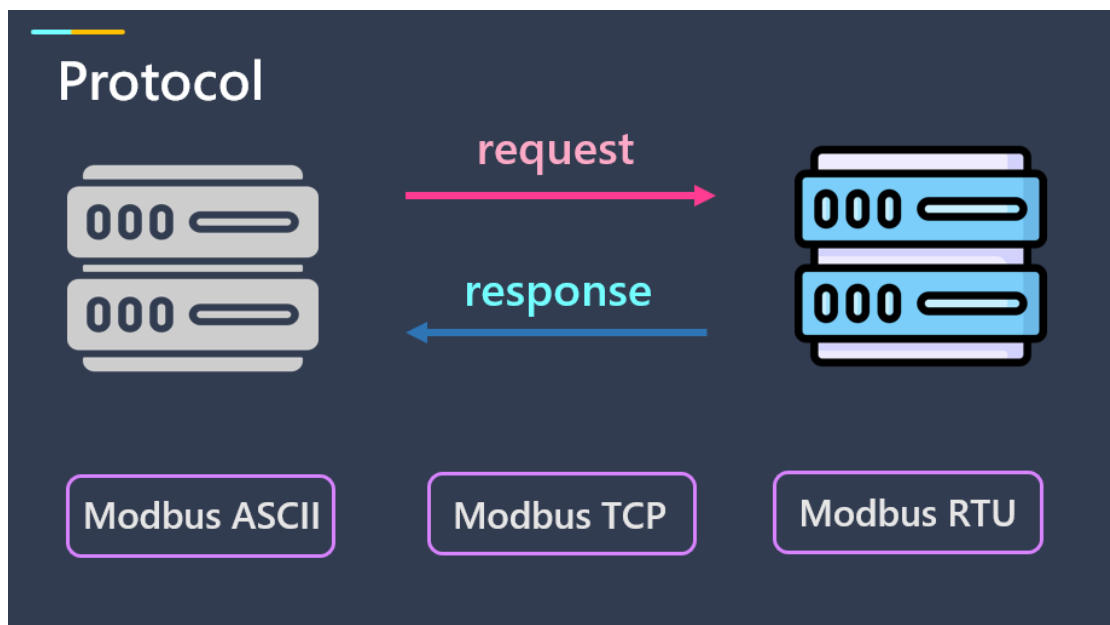 Protocol
request
response
Modbus ASCII
Modbus TCP
Modbus RTU